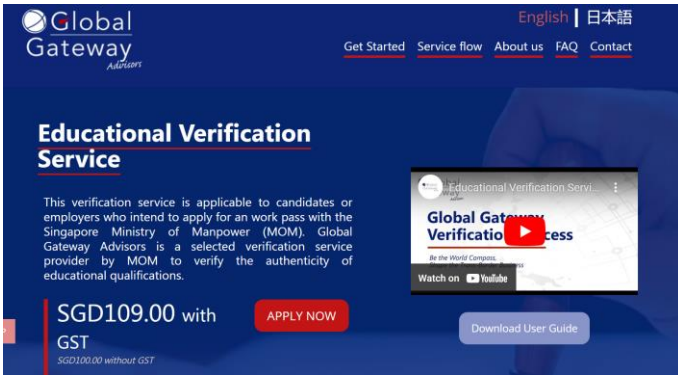 Global
Gateway
Advisors
English | 日本語
Get Started Service flow About us FAQ Contact
Educational Verification
Service
This verification service is applicable to candidates or
employers who intend to apply for an work pass with the
Singapore Ministry of Manpower (MOM). Global
Gateway Advisors is a selected verification service
provider by MOM to verify the authenticity of
educational qualifications.
SGD109.00 with
GST
SGD100.00 without GST
APPLY NOW
Educational Verification Servi...
Global Gateway
Be the World Compass,
Watch on YouTube
Download User Guide